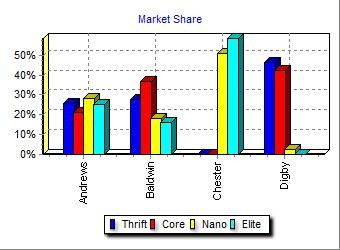 Market Share
50%
40%
30%
20%
10%
0%
Andrews
Baldwin
Chester
Digby
Thrift Core Nano Elite